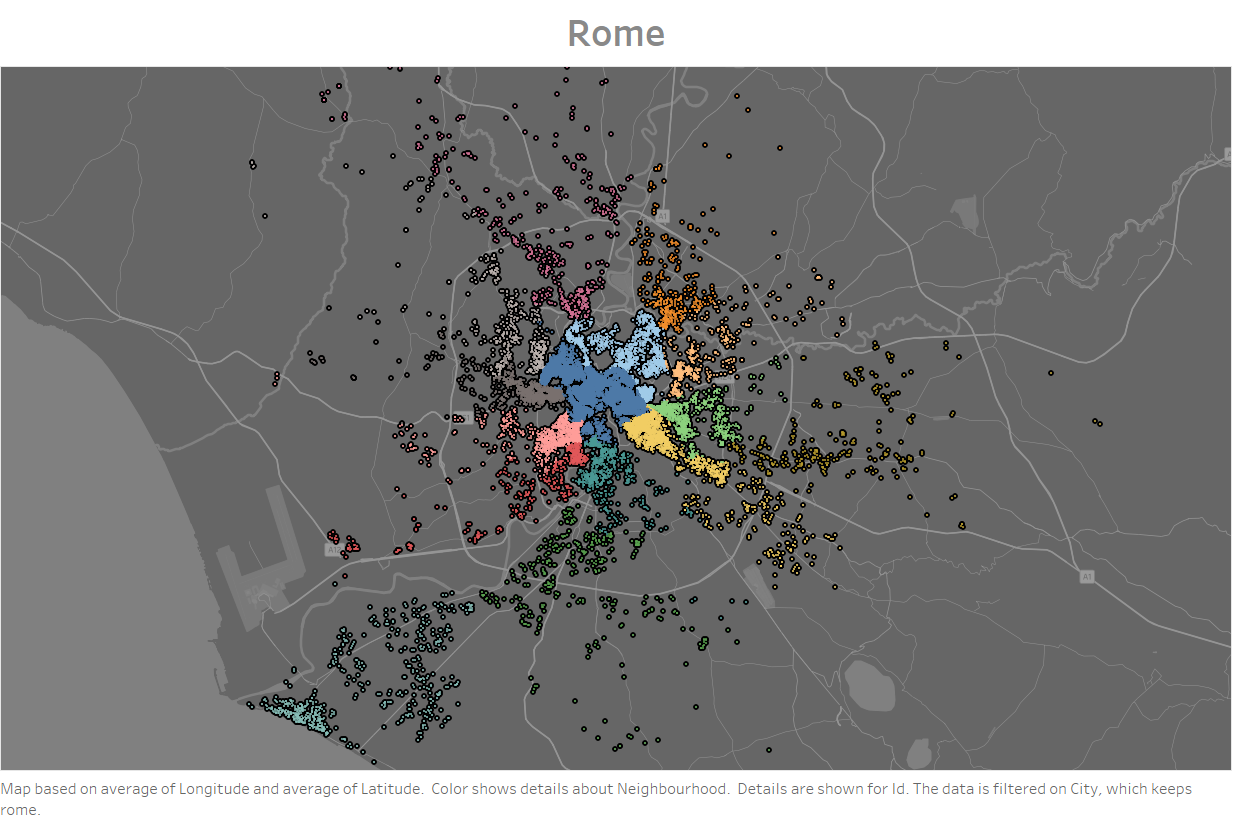 Rome
A1
A1
A1
Map based on average of Longitude and average of Latitude.  Color shows details about Neighbourhood.  Details are shown for Id. The data is filtered on City, which keeps
rome.